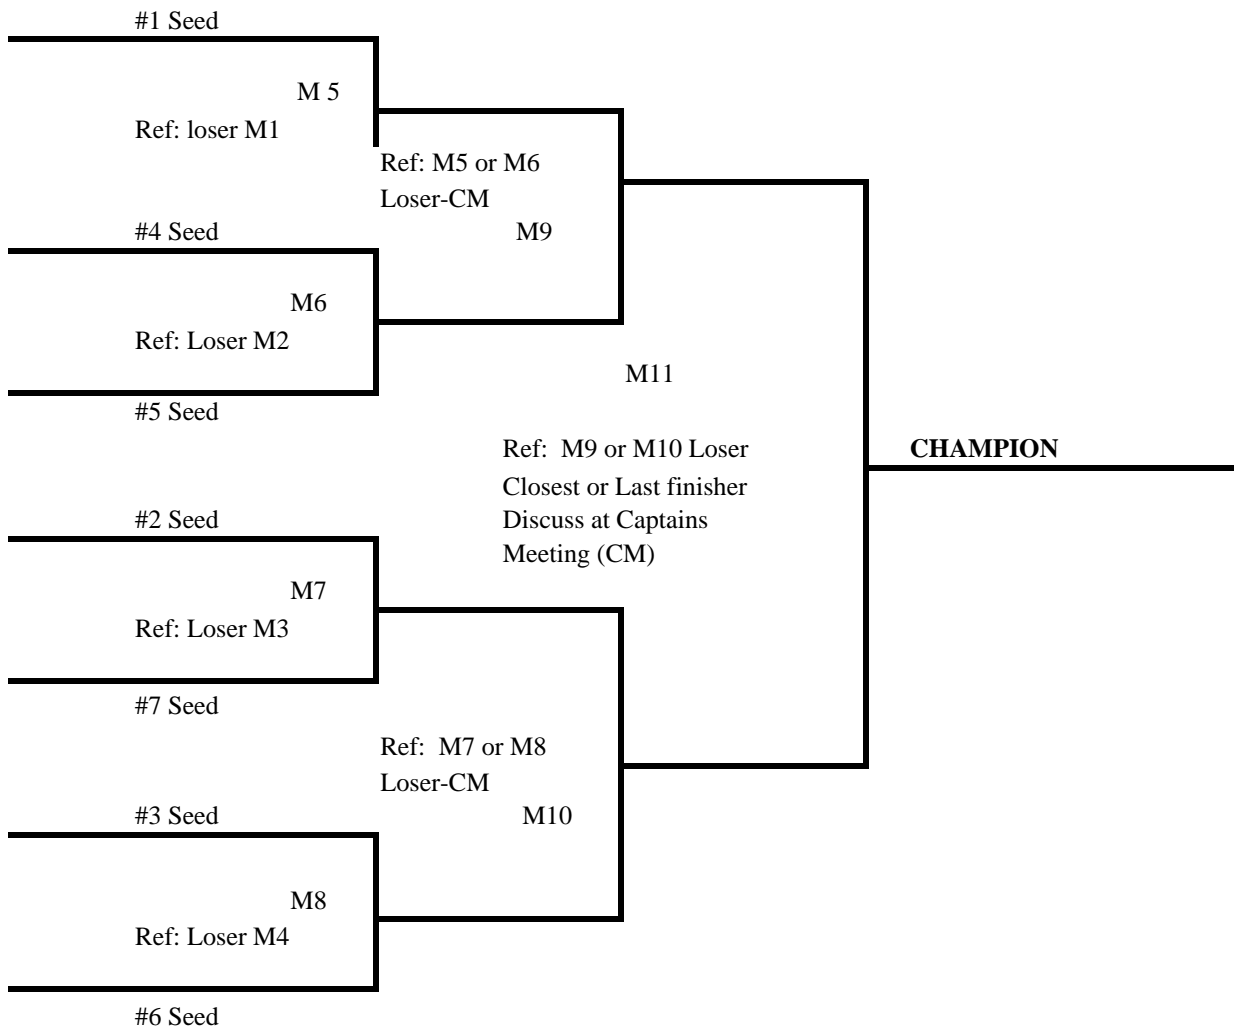 #1 Seed
M 5
Ref: loser M1
Ref: M5 or M6
Loser-CM
#4 Seed
M9
M6
Ref: Loser M2
M11
#5 Seed
Ref:  M9 or M10 Loser
CHAMPION
Closest or Last finisher
#2 Seed
Discuss at Captains
Meeting (CM)
M7
Ref: Loser M3
#7 Seed
Ref:  M7 or M8
Loser-CM
#3 Seed
M10
M8
Ref: Loser M4
#6 Seed